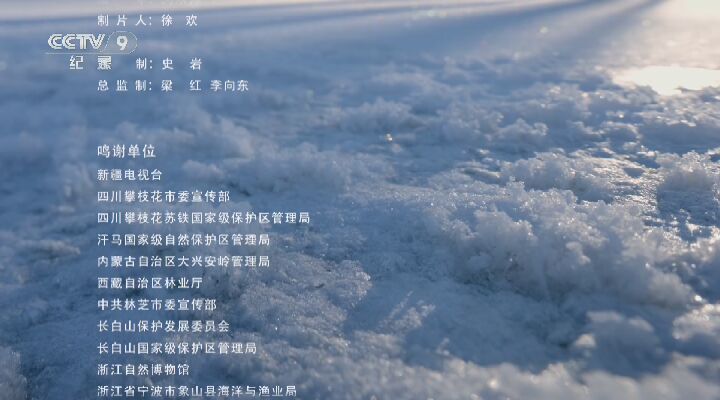 制 片 人：徐 欢
CCTV 9
纪
制：史 岩
总 监 制：梁 红 李向东
鸣谢单位
新疆电视台
四川攀枝花市委宣传部
四川攀枝花苏铁国家级保护区管理局
汗马国家级自然保护区管理局
内蒙古自治区大兴安岭管理局
西藏自治区林业厅
中共林芝市委宣传部
长白山保护发展委员会
长白山国家级保护区管理局
浙江自然博物馆
浙江省宁波市象山县海洋与渔业局